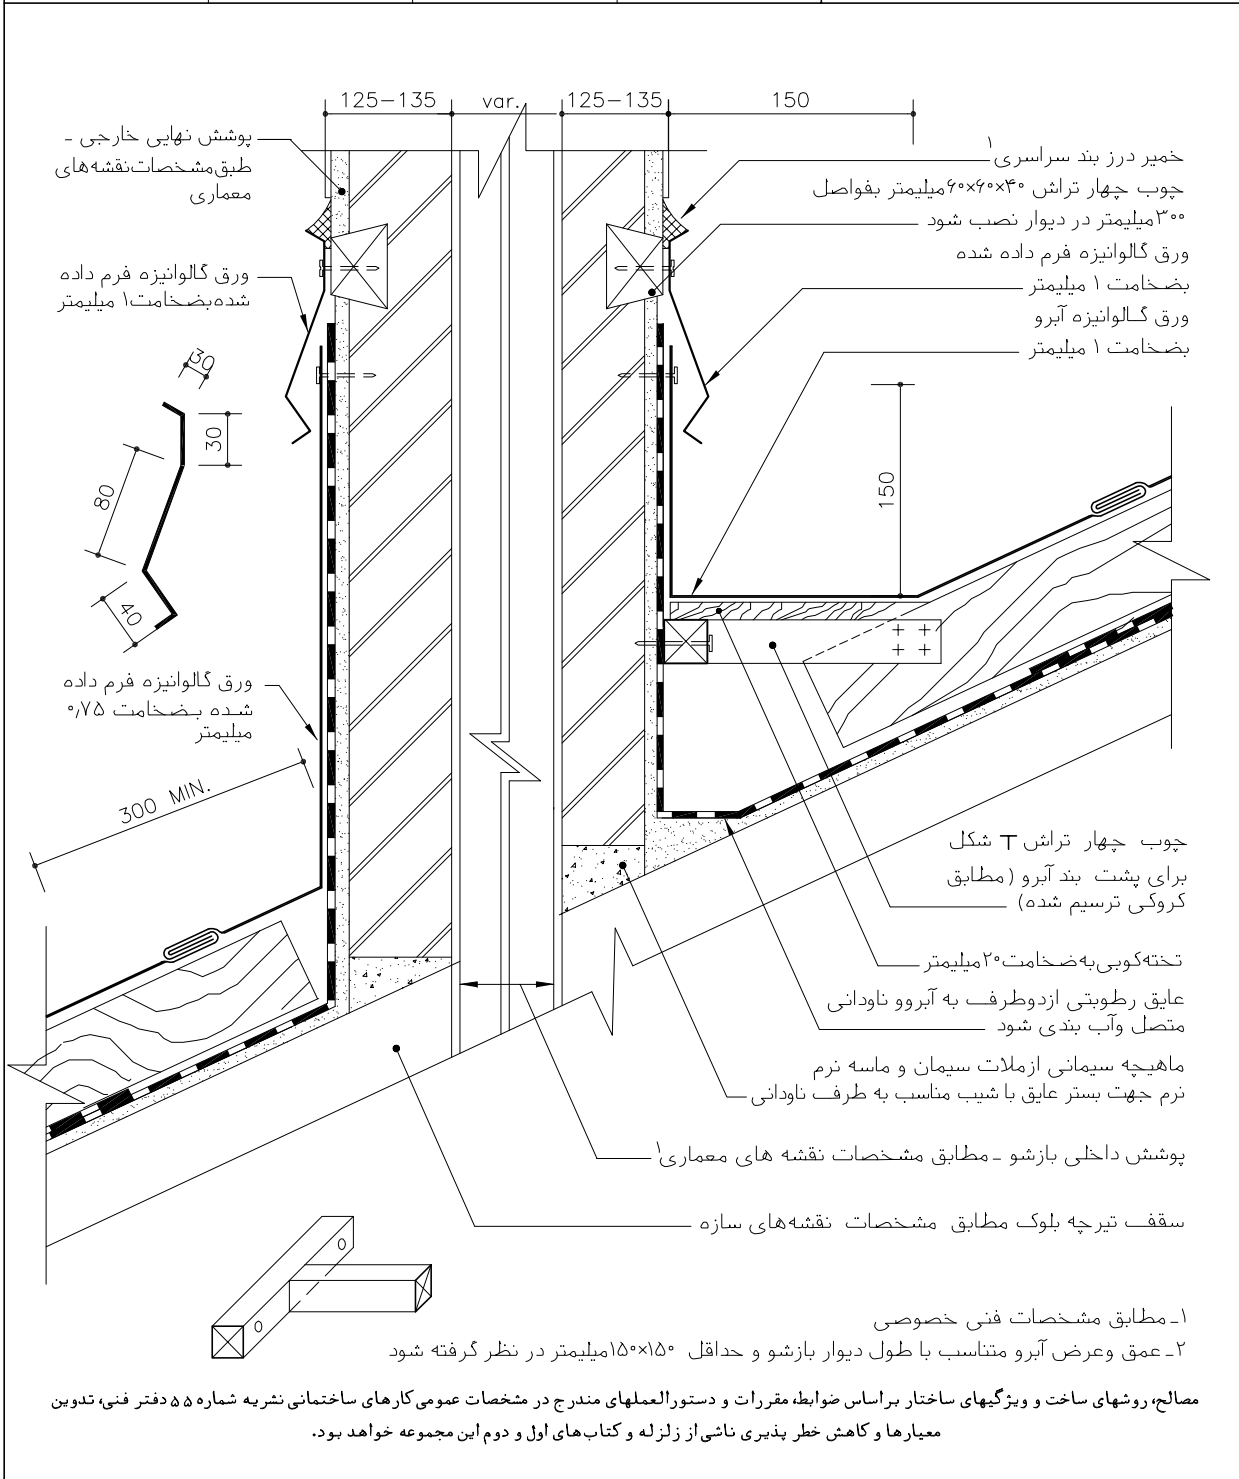 125-135
var.
125-135
150
پوشش نهایی خارجی -
طبق مشخصات نقشه های
معماری
خمیر درز بند سراسری۱
چوب چهار تراش ۴۰×۶۰×۶۰میلیمتر بفواصل
۳۰۰میلیمتر در دیوار نصب شود
ورق گالوانیزه فرم داده شده
بضخامت ۱ میلیمتر
ورق گالوانیزه آبرو
بضخامت ۱ میلیمتر
ورق گالوانیزه فرم داده
شده بضخامت۱ میلیمتر
30
30
80
40
150
ورق گالوانیزه فرم داده
شده بضخامت ۰٫۷۵
میلیمتر
300 MIN.
چوب چهار تراش T شکل
برای پشت بند آبرو (مطابق
کروکی ترسیم شده)
تخته کوبی به ضخامت ۲۰میلیمتر
عایق رطوبتی ازدوطرف به آبروو ناودانی
متصل وآب بندی شود
ماهیچه سیمانی ازملات سیمان و ماسه نرم
نرم جهت بستر عایق با شیب مناسب به طرف ناودانی
پوشش داخلی بازشو - مطابق مشخصات نقشه های معماری۱
سقف تیرچه بلوک مطابق مشخصات نقشه های سازه
۱- مطابق مشخصات فنی خصوصی
۲- عمق وعرض آبرو متناسب با طول دیوار بازشو و حداقل ۱۵۰×۱۵۰میلیمتر در نظر گرفته شود
مصالح، روشهای ساخت و ویژگیهای ساختار براساس ضوابط، مقررات و دستورالعملهای مندرج در مشخصات عمومی کارهای ساختمانی نشریه شماره ۵۵ دفتر فنی، تدوین
معیارها و کاهش خطر پذیری ناشی از زلزله و کتاب های اول و دوم این مجموعه خواهد بود.